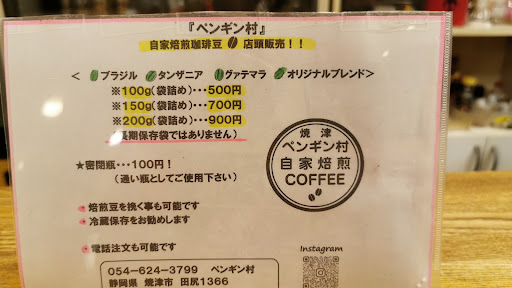 『ペンギン村』
自家焙煎珈琲豆 店頭販売！！
＜ ブラジル タンザニア グァテマラ オリジナルブレンド＞
※100g(袋詰め)・・・500円
※150g(袋詰め)・・・700円
※200g(袋詰め)・・・900円
長期保存袋ではありません）
★密閉瓶・・・100円！
（通い瓶としてご使用下さい）
焼津
ペンギン村
自家焙煎
COFFEE
焙煎豆を挽く事も可能です
冷蔵保存をお勧めします
電話注文も可能です
Instagram
054-624-3799 ペンギン村
静岡県 焼津市 田尻1366